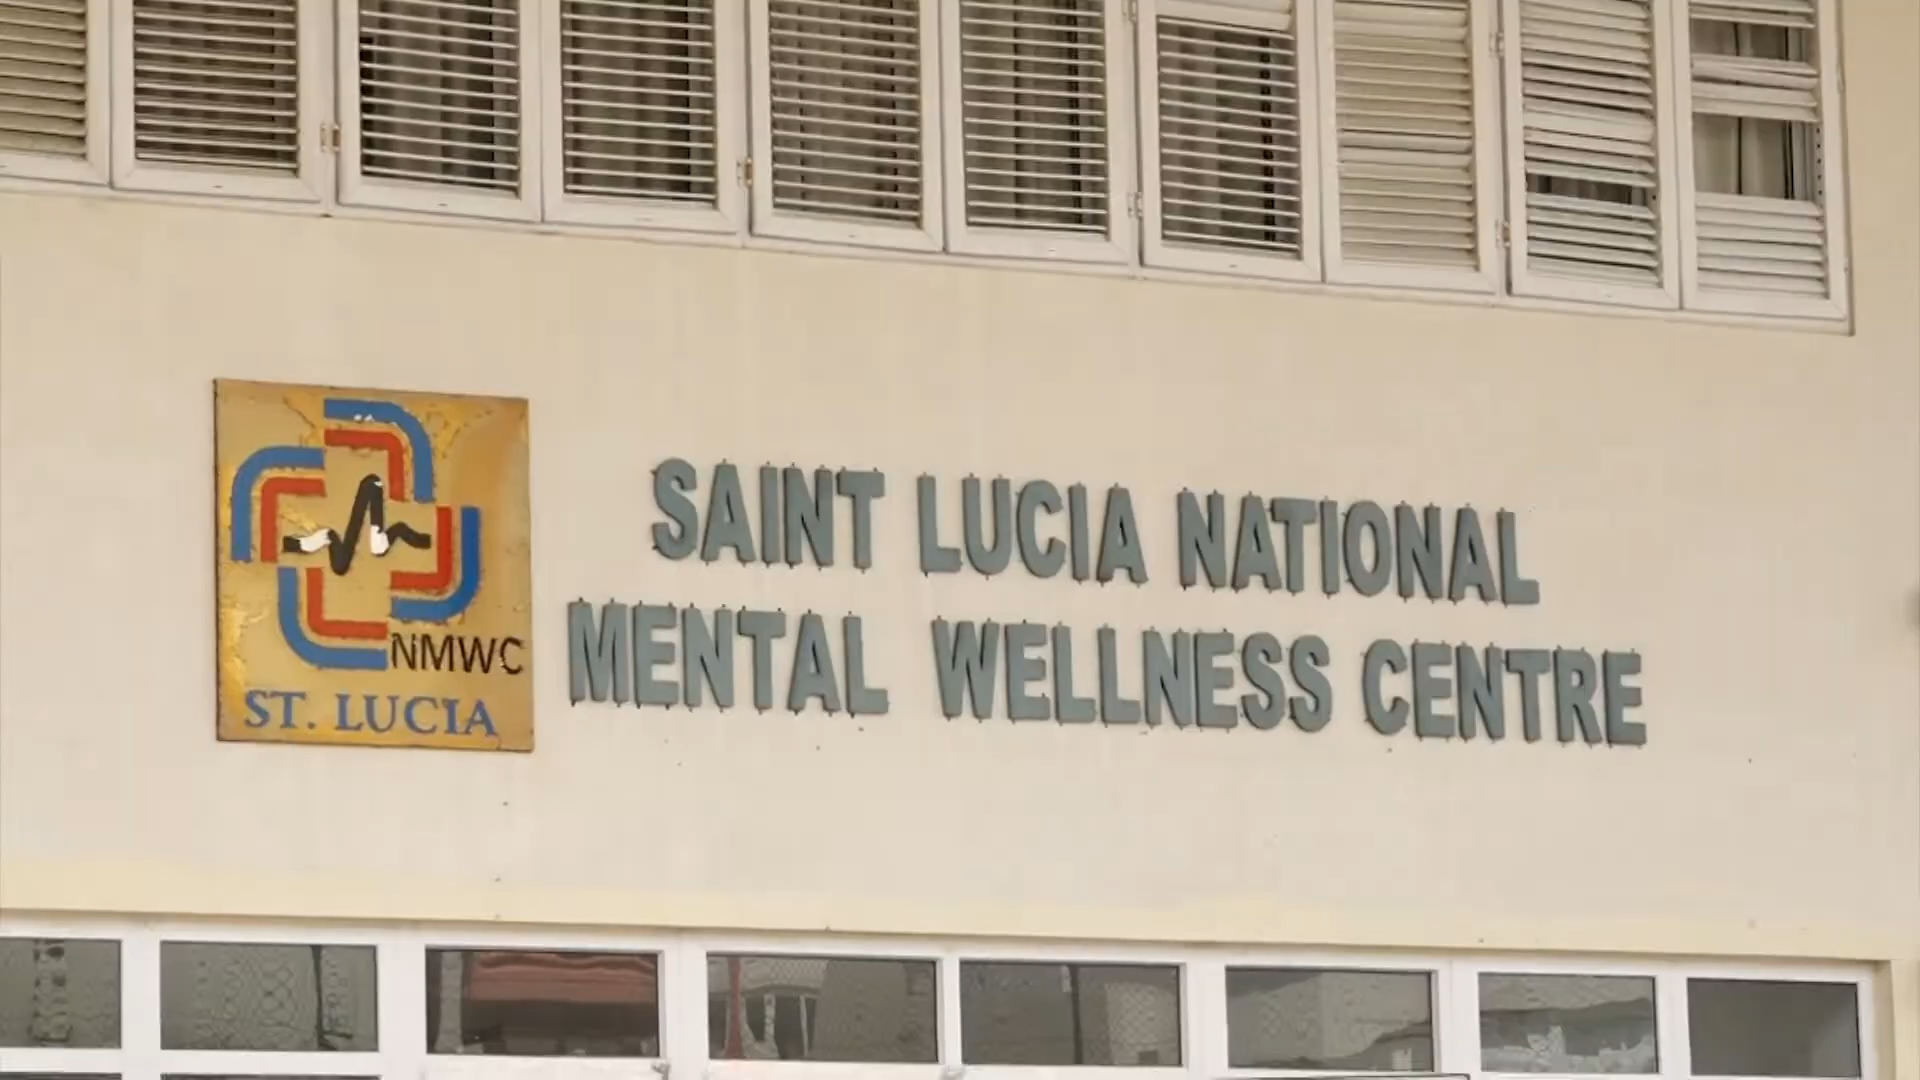 NMWC
ST. LUCIA
SAINT LUCIA NATIONAL
MENTAL WELLNESS CENTRE